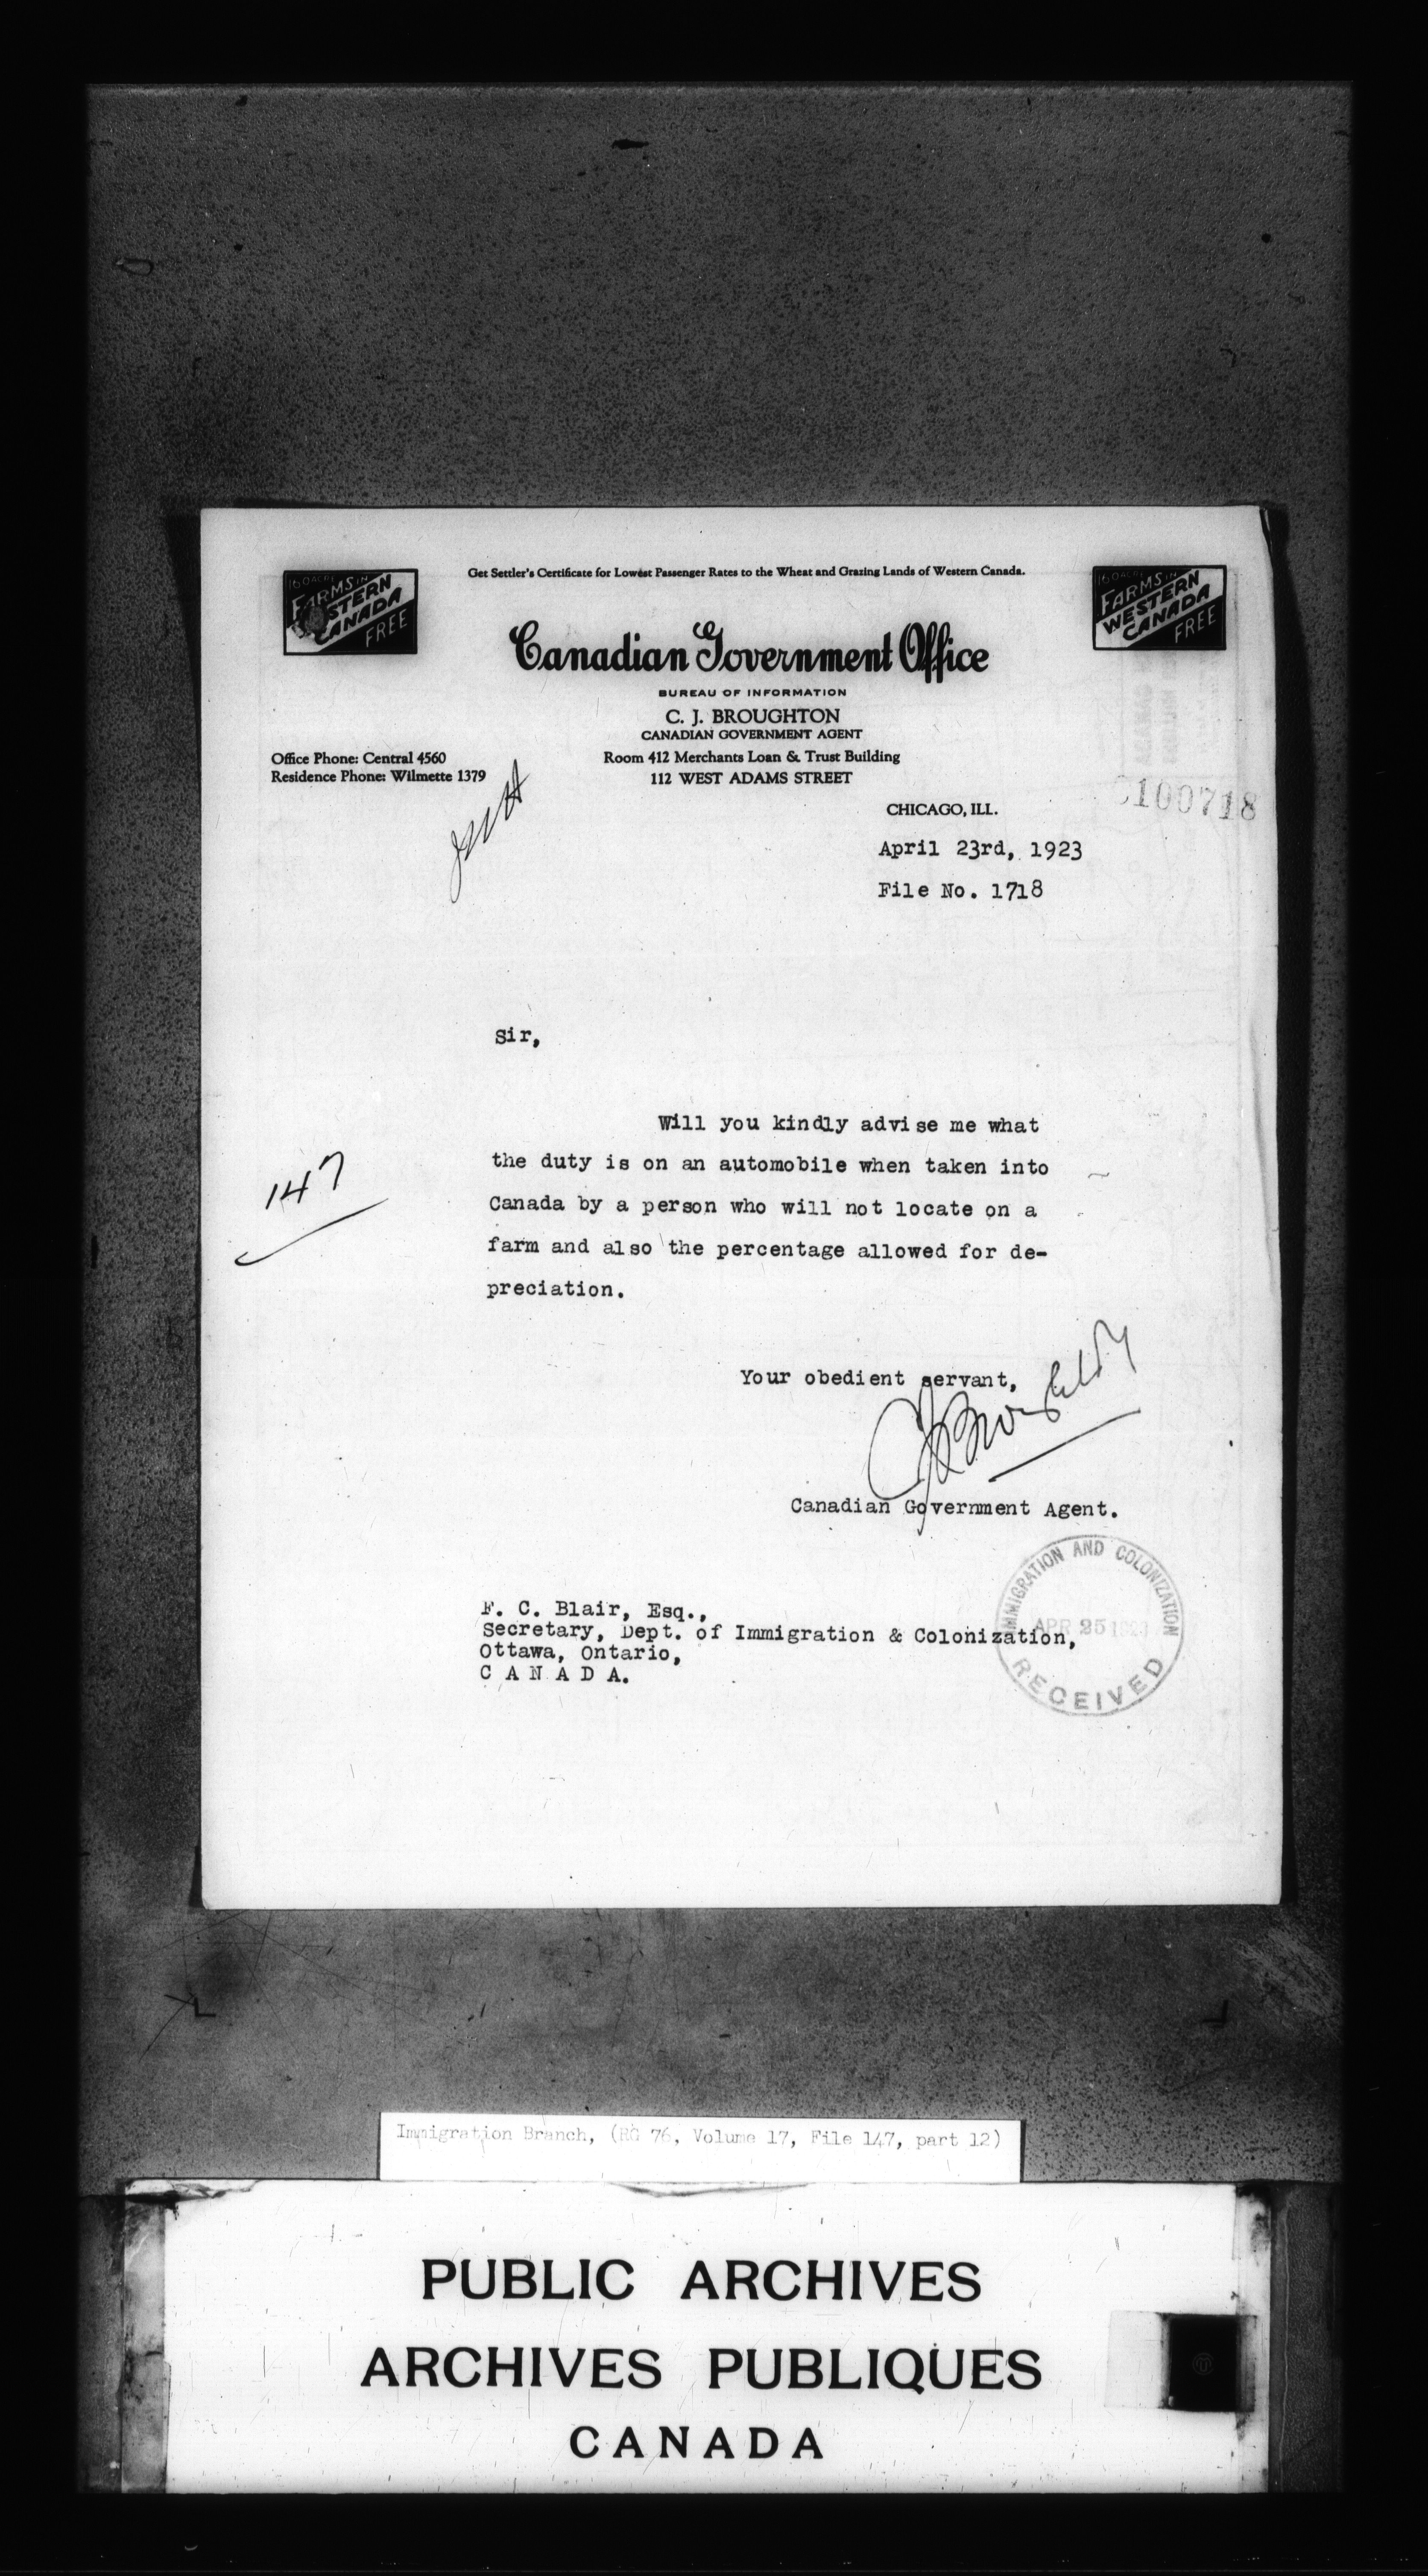 Get Settler's Certificate for Lowest Passenger Rates to the Wheat and Grazing Lands of Western Canada.
160 ACRE
FARMS IN
WESTERN
CANADA
FREE
160 ACRE
FARMS IN
WESTERN
CANADA
FREE
Canadian Government Office
BUREAU OF INFORMATION
C. J. BROUGHTON
CANADIAN GOVERNMENT AGENT
Office Phone: Central 4560
Residence Phone: Wilmette 1379
Room 412 Merchants Loan & Trust Building
112 WEST ADAMS STREET
CHICAGO, ILL.
100718
April 23rd, 1923
File No. 1718
Sir,
Will you kindly advise me what
the duty is on an automobile when taken into
Canada by a person who will not locate on a
farm and also the percentage allowed for de-
preciation.
147
Your obedient servant,
CJ Broughton
Canadian Government Agent.
F. C. Blair, Esq.,
Secretary, Dept. of Immigration & Colonization,
Ottawa, Ontario,
C A N A D A.
IMMIGRATION AND COLONIZATION
APR 25 1923
RECEIVED
Immigration Branch, (RG 76, Volume 17, File 147, part 12)
PUBLIC ARCHIVES
ARCHIVES PUBLIQUES
CANADA